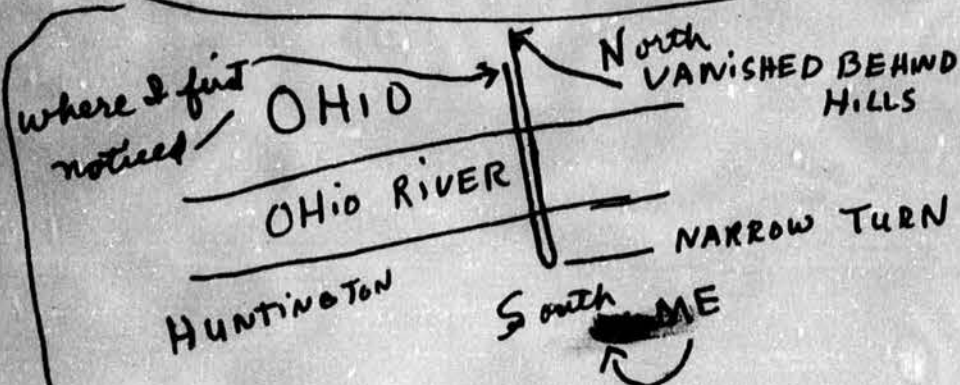 North
where I first
VANISHED BEHIND
HILLS
noticed
OHIO
OHIO RIVER
NARROW TURN
HUNTINGTON
South
ME